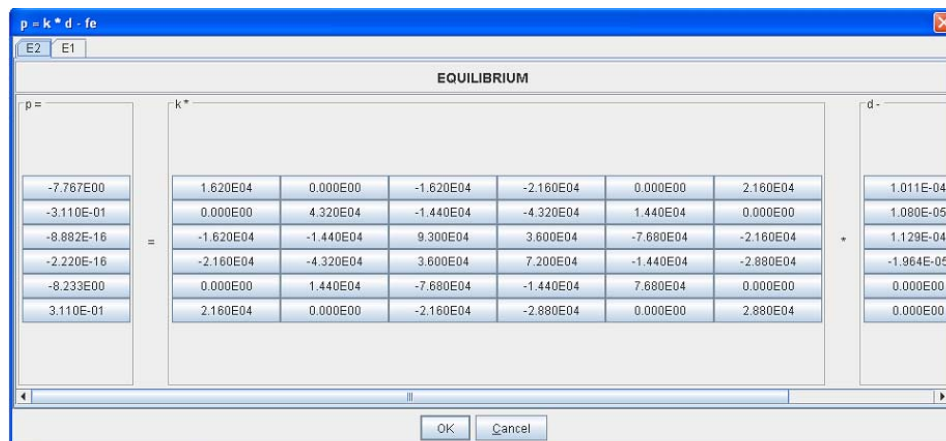 p = k * d - fe
E2 E1
EQUILIBRIUM
p = k * d -
-7.767E00 1.620E04 0.000E00 -1.620E04 -2.160E04 0.000E00 2.160E04 1.011E-04
-3.110E-01 0.000E00 4.320E04 -1.440E04 -4.320E04 1.440E04 0.000E00 1.080E-05
-8.882E-16 = -1.620E04 -1.440E04 9.300E04 3.600E04 -7.680E04 -2.160E04 * 1.129E-04
-2.220E-16 -2.160E04 -4.320E04 3.600E04 7.200E04 -1.440E04 -2.880E04 -1.964E-05
-8.233E00 0.000E00 1.440E04 -7.680E04 -1.440E04 7.680E04 0.000E00 0.000E00
3.110E-01 2.160E04 0.000E00 -2.160E04 -2.880E04 0.000E00 2.880E04 0.000E00
OK Cancel